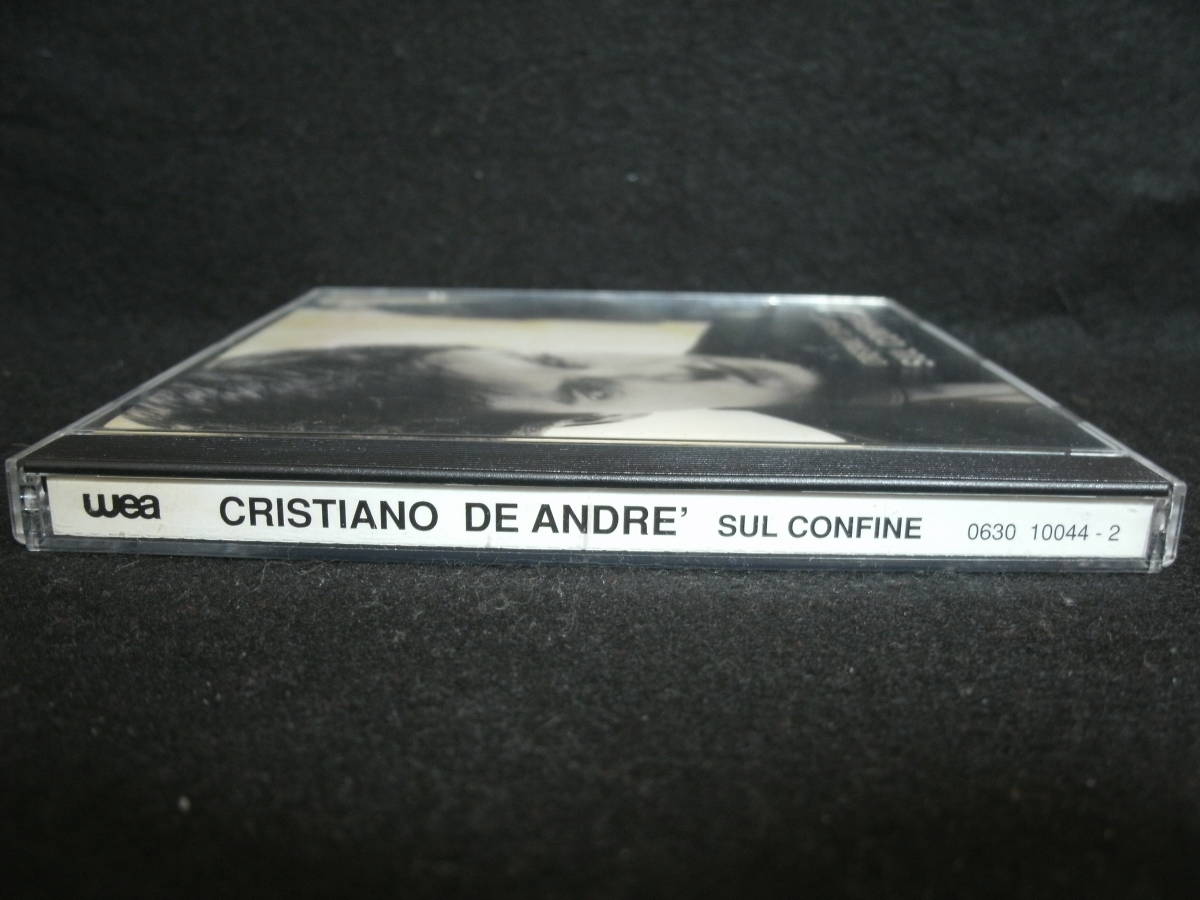 wea CRISTIANO DE ANDRE' SUL CONFINE 0630 10044 - 2